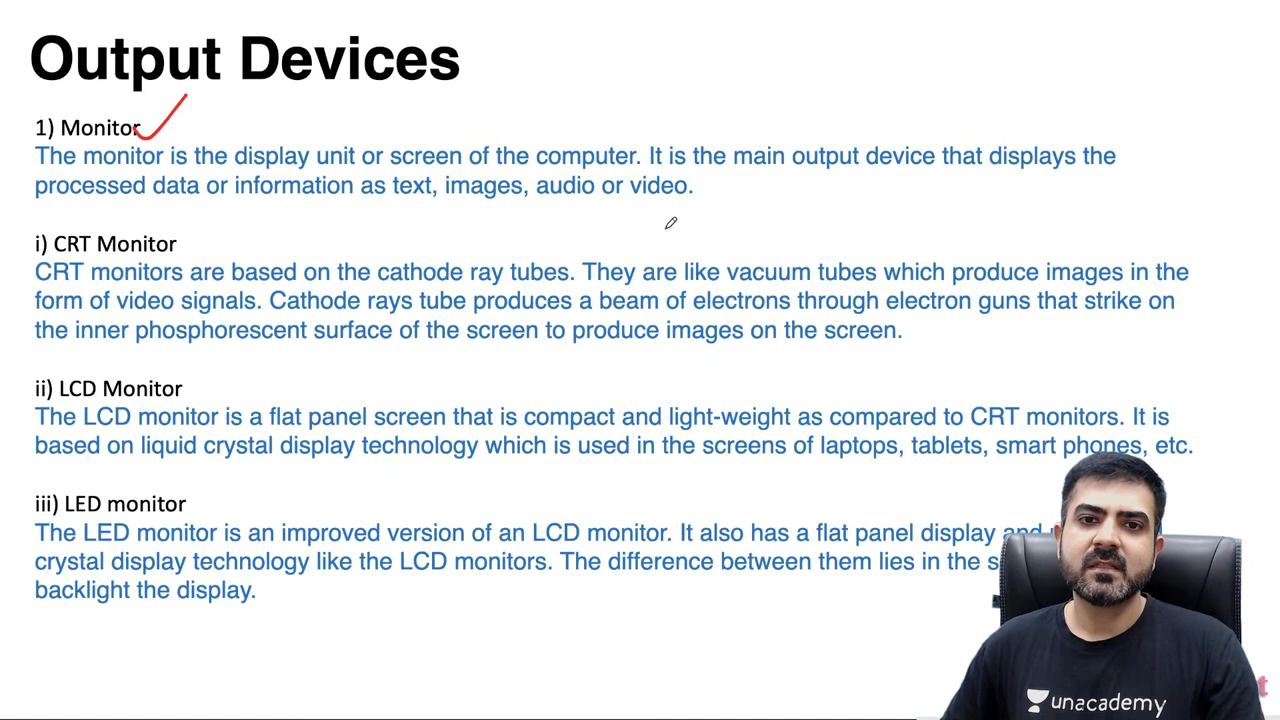 Output Devices
1) Monitor
The monitor is the display unit or screen of the computer. It is the main output device that displays the
processed data or information as text, images, audio or video.
i) CRT Monitor
CRT monitors are based on the cathode ray tubes. They are like vacuum tubes which produce images in the
form of video signals. Cathode rays tube produces a beam of electrons through electron guns that strike on
the inner phosphorescent surface of the screen to produce images on the screen.
ii) LCD Monitor
The LCD monitor is a flat panel screen that is compact and light-weight as compared to CRT monitors. It is
based on liquid crystal display technology which is used in the screens of laptops, tablets, smart phones, etc.
iii) LED monitor
The LED monitor is an improved version of an LCD monitor. It also has a flat panel display and
crystal display technology like the LCD monitors. The difference between them lies in the
backlight the display.
unacademy